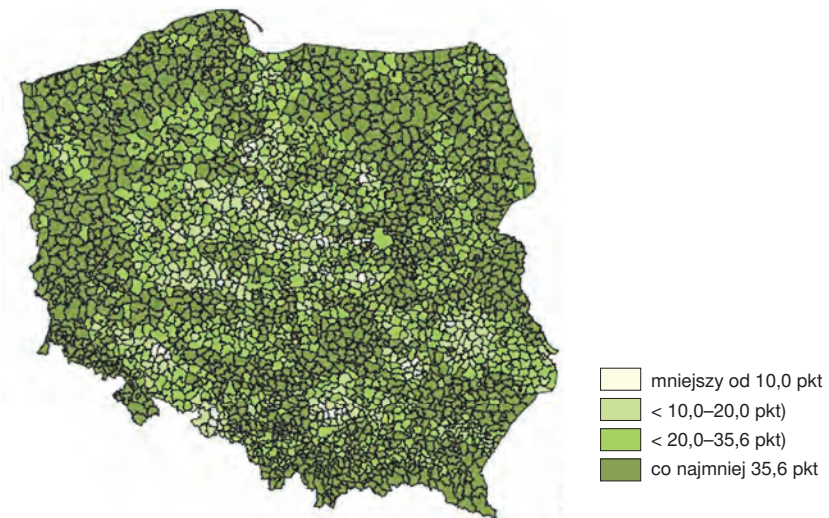 mniejszy od 10,0 pkt
< 10,0–20,0 pkt)
< 20,0–35,6 pkt)
co najmniej 35,6 pkt